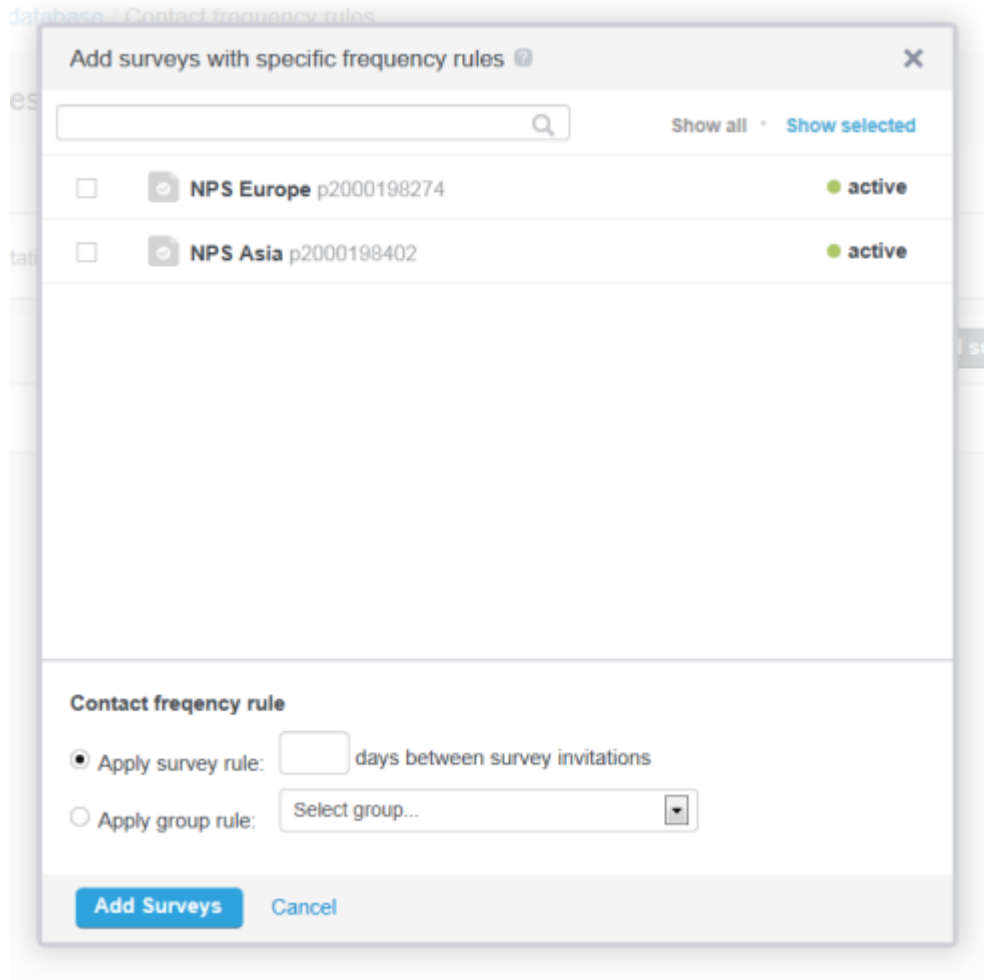 database / Contact frequency rules
Add surveys with specific frequency rules ?
es
Show all • Show selected
NPS Europe p2000198274 active
tati
NPS Asia p2000198402 active
Contact freqency rule
Apply survey rule: days between survey invitations
Apply group rule: Select group...
Add Surveys Cancel